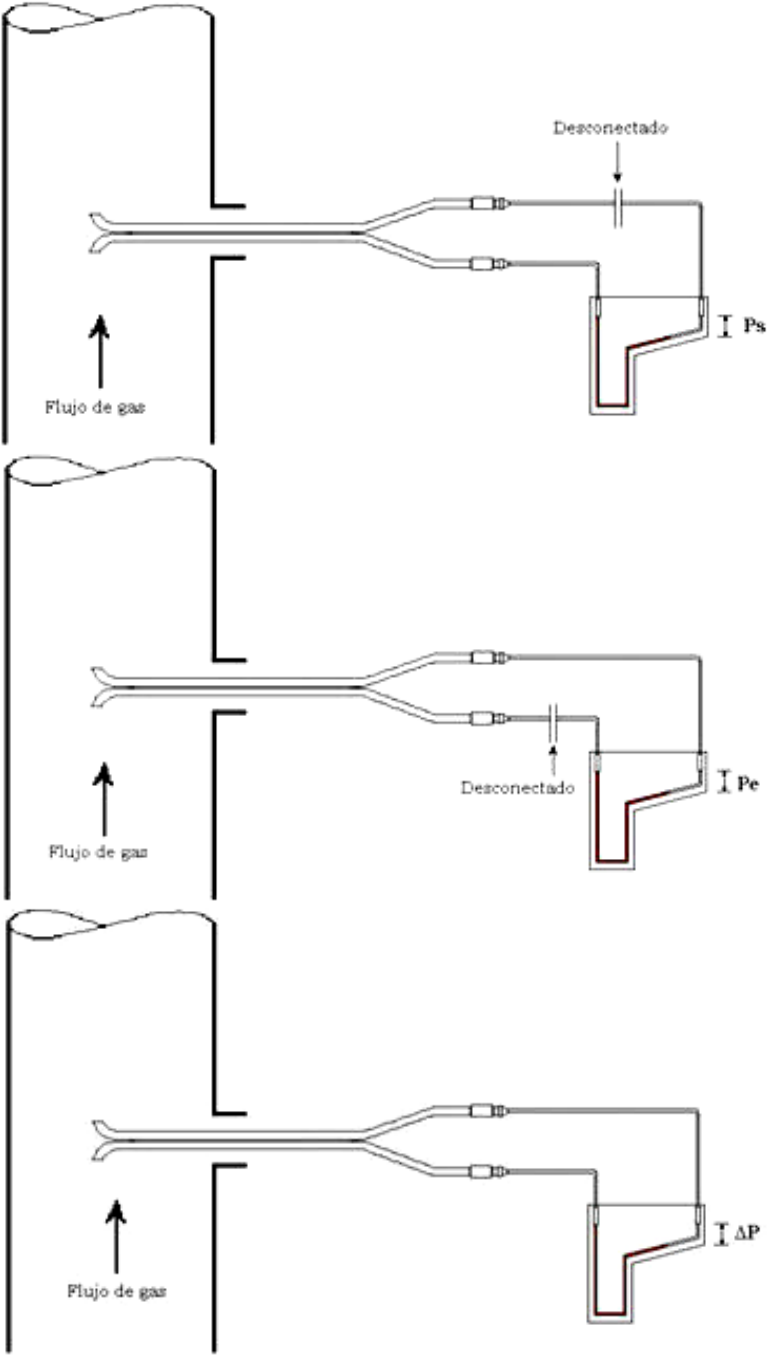 Desconectado
Ps
Flujo de gas
Desconectado
Pe
Flujo de gas
ΔP
Flujo de gas